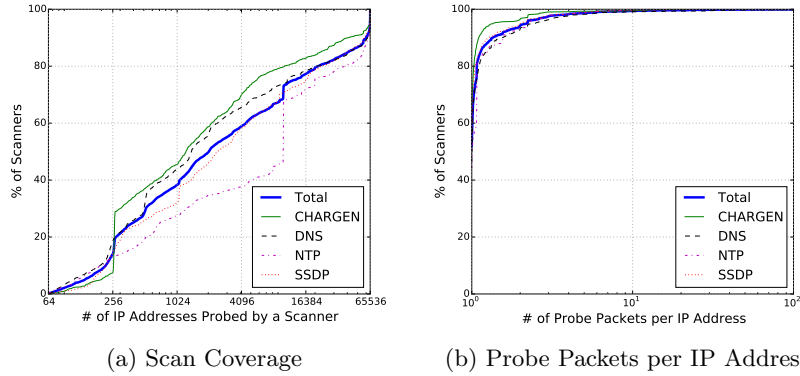 100
80
60
40
20
0
% of Scanners
64
256
1024
4096
16384
65536
# of IP Addresses Probed by a Scanner
Total
CHARGEN
DNS
NTP
SSDP
(a) Scan Coverage
100
80
60
40
20
0
% of Scanners
10⁰
10¹
10²
# of Probe Packets per IP Address
Total
CHARGEN
DNS
NTP
SSDP
(b) Probe Packets per IP Addres